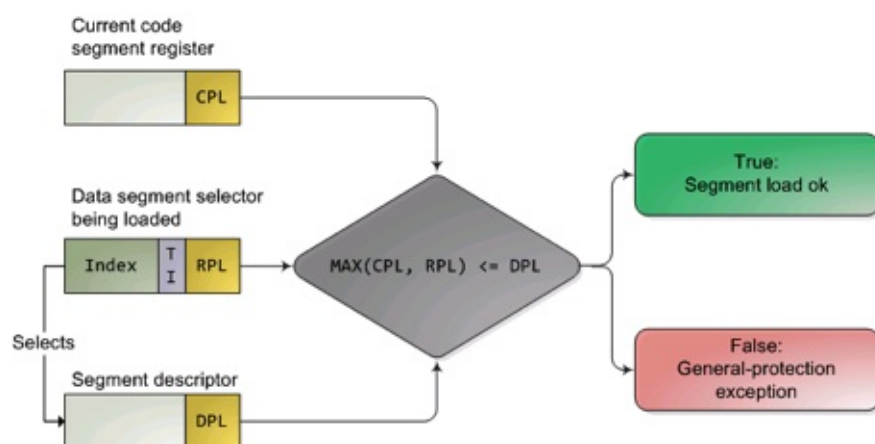 Current code
segment register
CPL
Data segment selector
being loaded
Index
T
I
RPL
Selects
Segment descriptor
DPL
MAX(CPL, RPL) <= DPL
True:
Segment load ok
False:
General-protection
exception